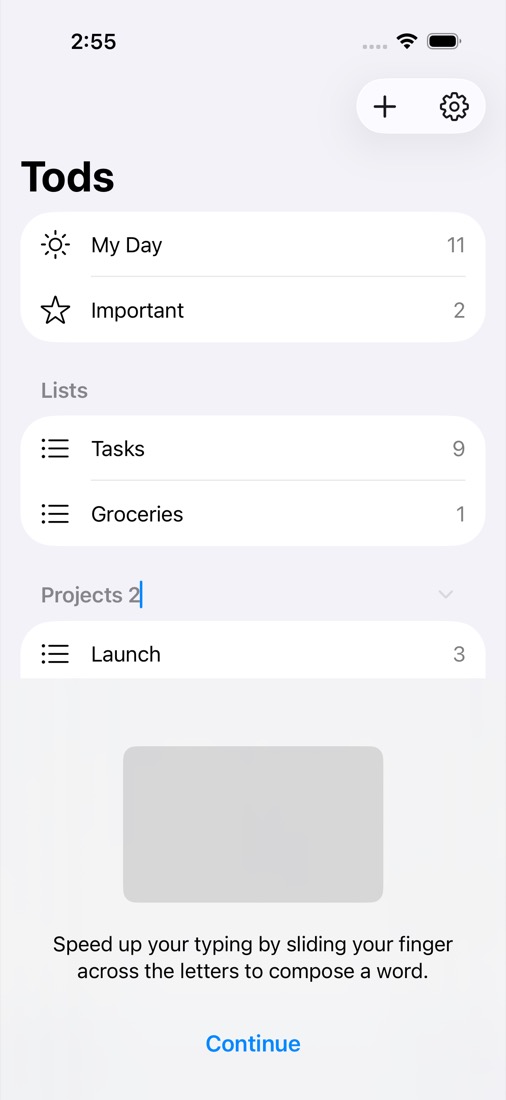 2:55
Tods
My Day 11
Important 2
Lists
Tasks 9
Groceries 1
Projects 2
Launch 3
Speed up your typing by sliding your finger
across the letters to compose a word.
Continue